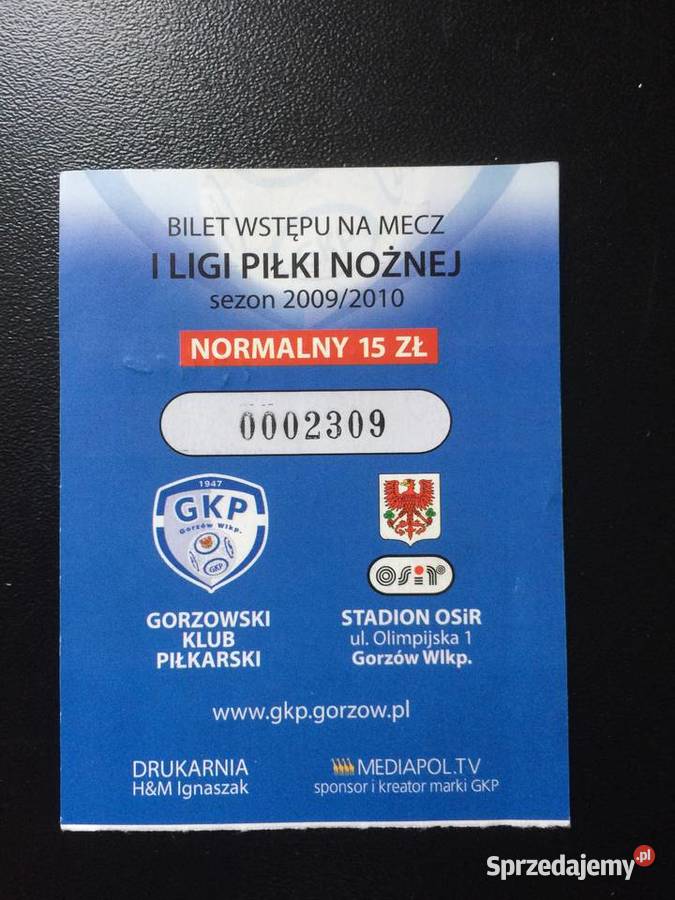 BILET WSTĘPU NA MECZ
I LIGI PIŁKI NOŻNEJ
sezon 2009/2010
NORMALNY 15 ZŁ
0002309
1947
GKP
Gorzów Wlkp.
GKP
osir
GORZOWSKI
KLUB
PIŁKARSKI
STADION OSiR
ul. Olimpijska 1
Gorzów Wlkp.
www.gkp.gorzow.pl
DRUKARNIA
H&M Ignaszak
MEDIAPOL.TV
sponsor i kreator marki GKP
Sprzedajemy.pl